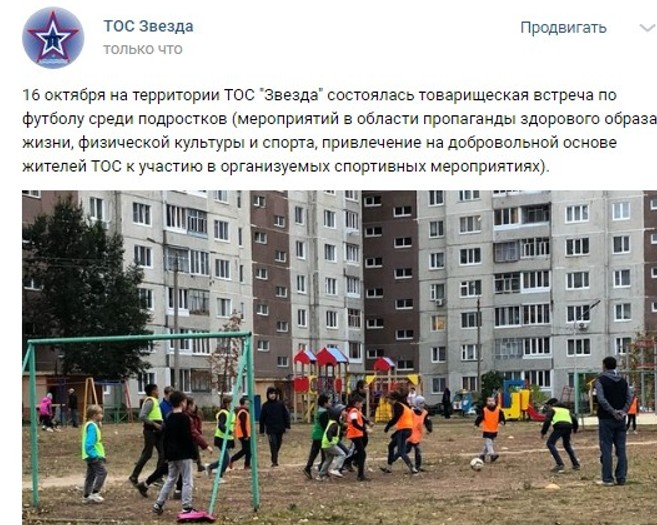 ТОС Звезда
только что
Продвигать
16 октября на территории ТОС "Звезда" состоялась товарищеская встреча по
футболу среди подростков (мероприятий в области пропаганды здорового образа
жизни, физической культуры и спорта, привлечение на добровольной основе
жителей ТОС к участию в организуемых спортивных мероприятиях).